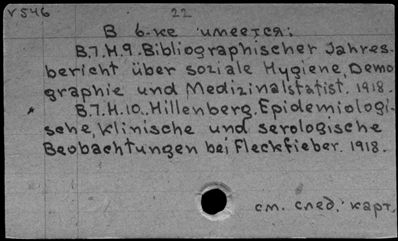 V 546 22
В б-ке имеется:
B.7.H.9. Bibliographischer Jahres-
bericht über soziale Hygiene, Demo
graphie und Medizinalstatist. 1918.
B.7.H.10. Hillenberg. Epidemiologi-
sche, klinische und serologische
Beobachtungen bei Fleckfieber. 1918.
см. след. карт.